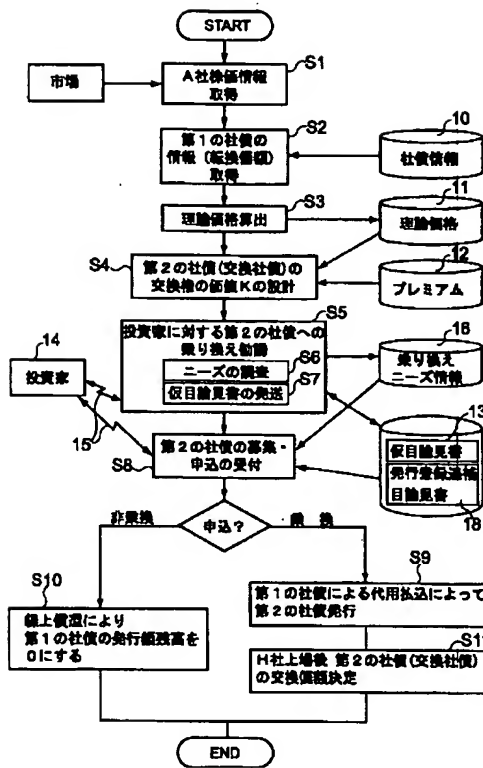 START
市場
A社株価情報
取得
S1
第1の社債の
情報(転換価額)
取得
S2
10
社債情報
理論価格算出
S3
11
理論価格
S4
第2の社債(交換社債)の
交換権の価値Kの設計
12
プレミアム
S5
投資家に対する第2の社債への
乗り換え勧誘
ニーズの調査
S6
仮目論見書の発送
S7
14
投資家
15
16
乗り換え
ニーズ情報
13
仮目論見書
発行登録追補
目論見書
18
第2の社債の募集・
申込の受付
S8
申込?
非乗換
乗換
S10
繰上償還により
第1の社債の発行額残高を
0にする
S9
第1の社債による代用払込によって
第2の社債発行
S11
H社上場後 第2の社債(交換社債)
の交換価額決定
END